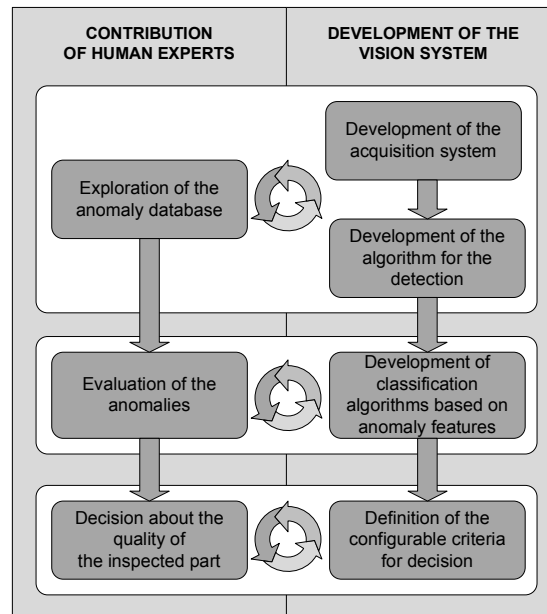 CONTRIBUTION
OF HUMAN EXPERTS
DEVELOPMENT OF THE
VISION SYSTEM
Development of the
acquisition system
Exploration of the
anomaly database
Development of the
algorithm for the
detection
Evaluation of the
anomalies
Development of
classification
algorithms based on
anomaly features
Decision about the
quality of
the inspected part
Definition of the
configurable criteria
for decision